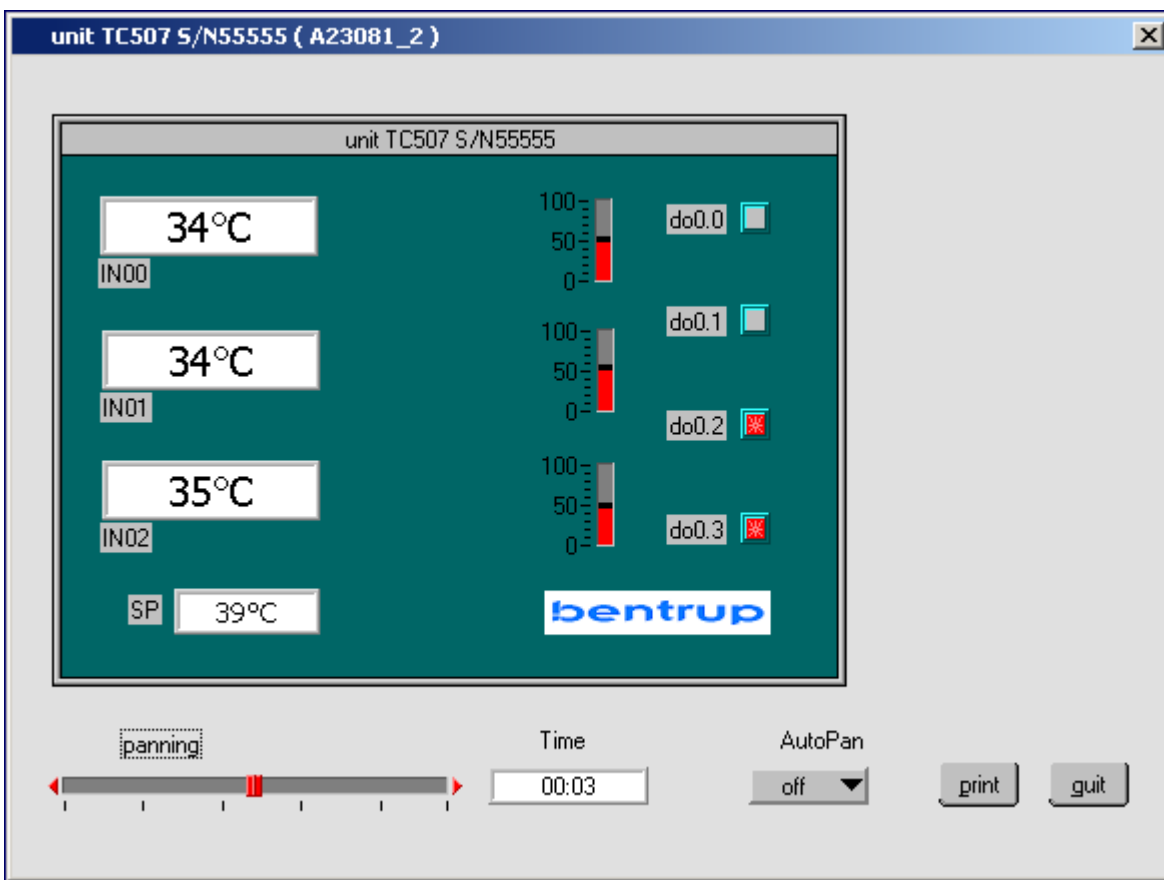 unit TC507 S/N55555 ( A23081_2 )
unit TC507 S/N55555
34°C
IN00
100
50
0
do0.0
34°C
IN01
100
50
0
do0.1
do0.2
35°C
IN02
100
50
0
do0.3
SP 39°C
bentrup
panning
Time
AutoPan
00:03
off
print
quit